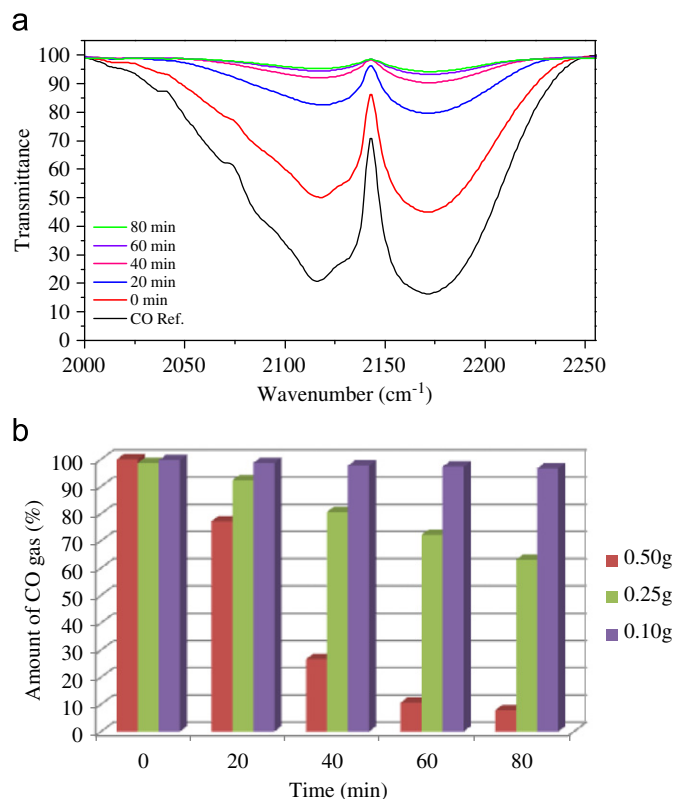 a
100
90
80
70
60
50
40
30
20
10
0
Transmittance
80 min
60 min
40 min
20 min
0 min
CO Ref.
2000 2050 2100 2150 2200 2250
Wavenumber (cm⁻¹)
b
100
90
80
70
60
50
40
30
20
10
0
Amount of CO gas (%)
0.50g
0.25g
0.10g
0 20 40 60 80
Time (min)